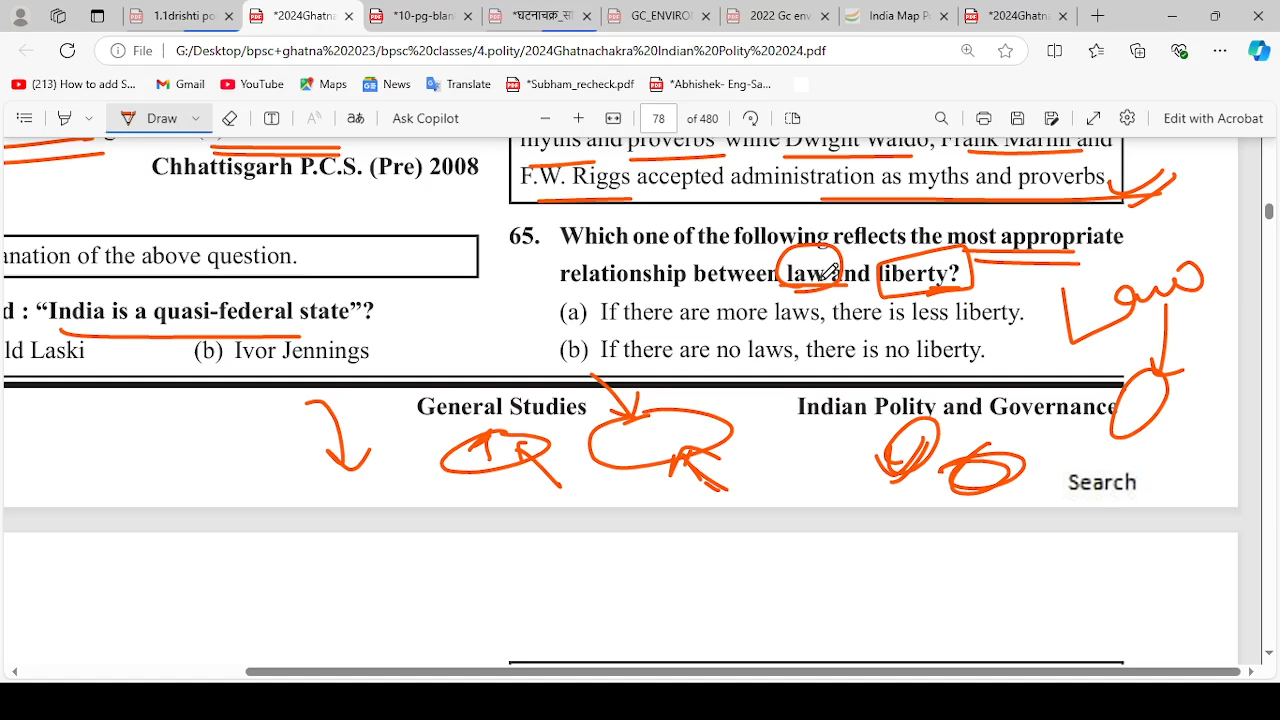 1.1drishti po
*2024Ghatna
*10-pg-blan
*घटनाचक्र_सा
GC_ENVIRO
2022 Gc env
India Map P
*2024Ghatna
File
G:/Desktop/bpsc+ghatna%202023/bpsc%20classes/4.polity/2024Ghatnachakra%20Indian%20Polity%202024.pdf
(213) How to add S...
Gmail
YouTube
Maps
News
Translate
*Subham_recheck.pdf
*Abhishek- Eng-Sa...
Draw
Ask Copilot
78
of 480
Edit with Acrobat
Chhattisgarh P.C.S. (Pre) 2008
anation of the above question.
d : “India is a quasi-federal state”?
ld Laski
(b) Ivor Jennings
myths and proverbs while Dwight Waldo, Frank Marini and
F.W. Riggs accepted administration as myths and proverbs.
65. Which one of the following reflects the most appropriate
relationship between law and liberty?
(a) If there are more laws, there is less liberty.
(b) If there are no laws, there is no liberty.
Law
General Studies
Indian Polity and Governance
Search